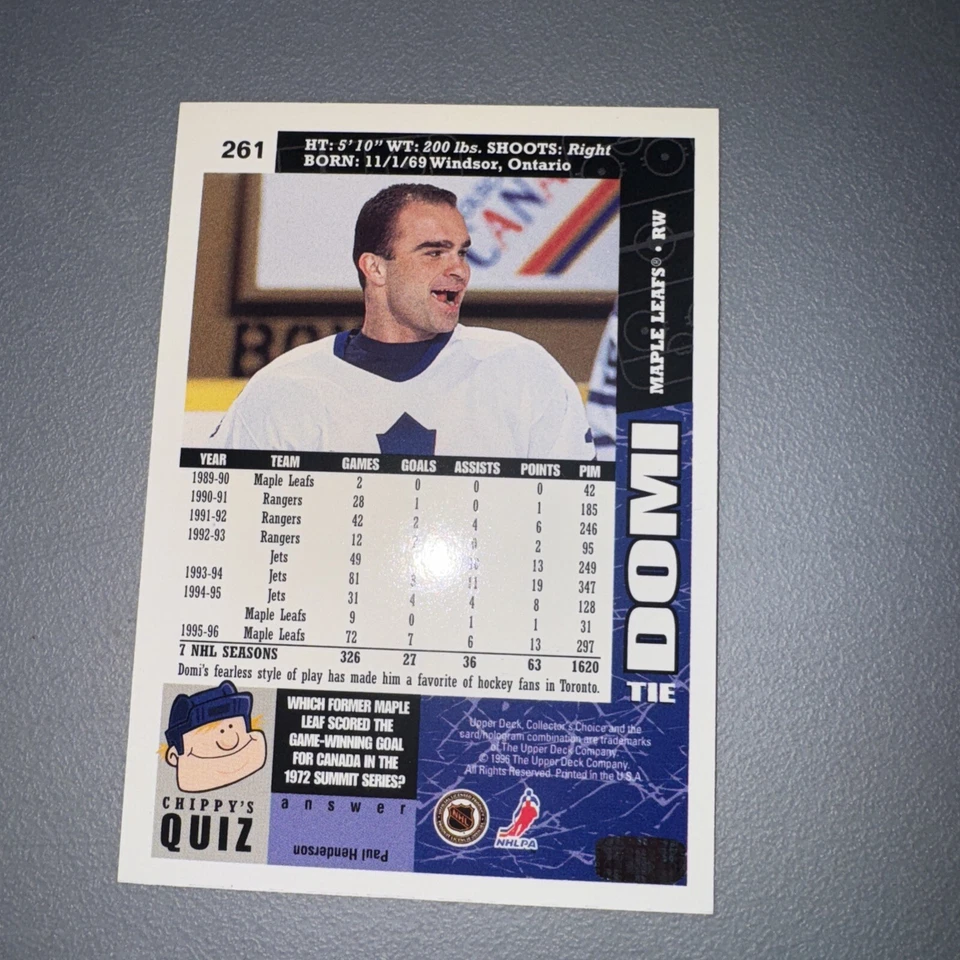 261
HT: 5'10" WT: 200 lbs. SHOOTS: Right
BORN: 11/1/69 Windsor, Ontario
CANA
BO
MAPLE LEAFS® • RW
TIE DOMI
YEAR TEAM GAMES GOALS ASSISTS POINTS PIM
1989-90 Maple Leafs 2 0 0 0 42
1990-91 Rangers 28 1 0 1 185
1991-92 Rangers 42 2 4 6 246
1992-93 Rangers 12 0 2 95
Jets 49 13 249
1993-94 Jets 81 11 19 347
1994-95 Jets 31 4 4 8 128
Maple Leafs 9 0 1 1 31
1995-96 Maple Leafs 72 7 6 13 297
7 NHL SEASONS 326 27 36 63 1620
Domi's fearless style of play has made him a favorite of hockey fans in Toronto.
WHICH FORMER MAPLE
LEAF SCORED THE
GAME-WINNING GOAL
FOR CANADA IN THE
1972 SUMMIT SERIES?
CHIPPY'S
QUIZ
answer
Paul Henderson
Upper Deck, Collector's Choice and the
card/hologram combination are trademarks
of The Upper Deck Company.
© 1996 The Upper Deck Company.
All Rights Reserved. Printed in the U.S.A.
NHL
NHLPA